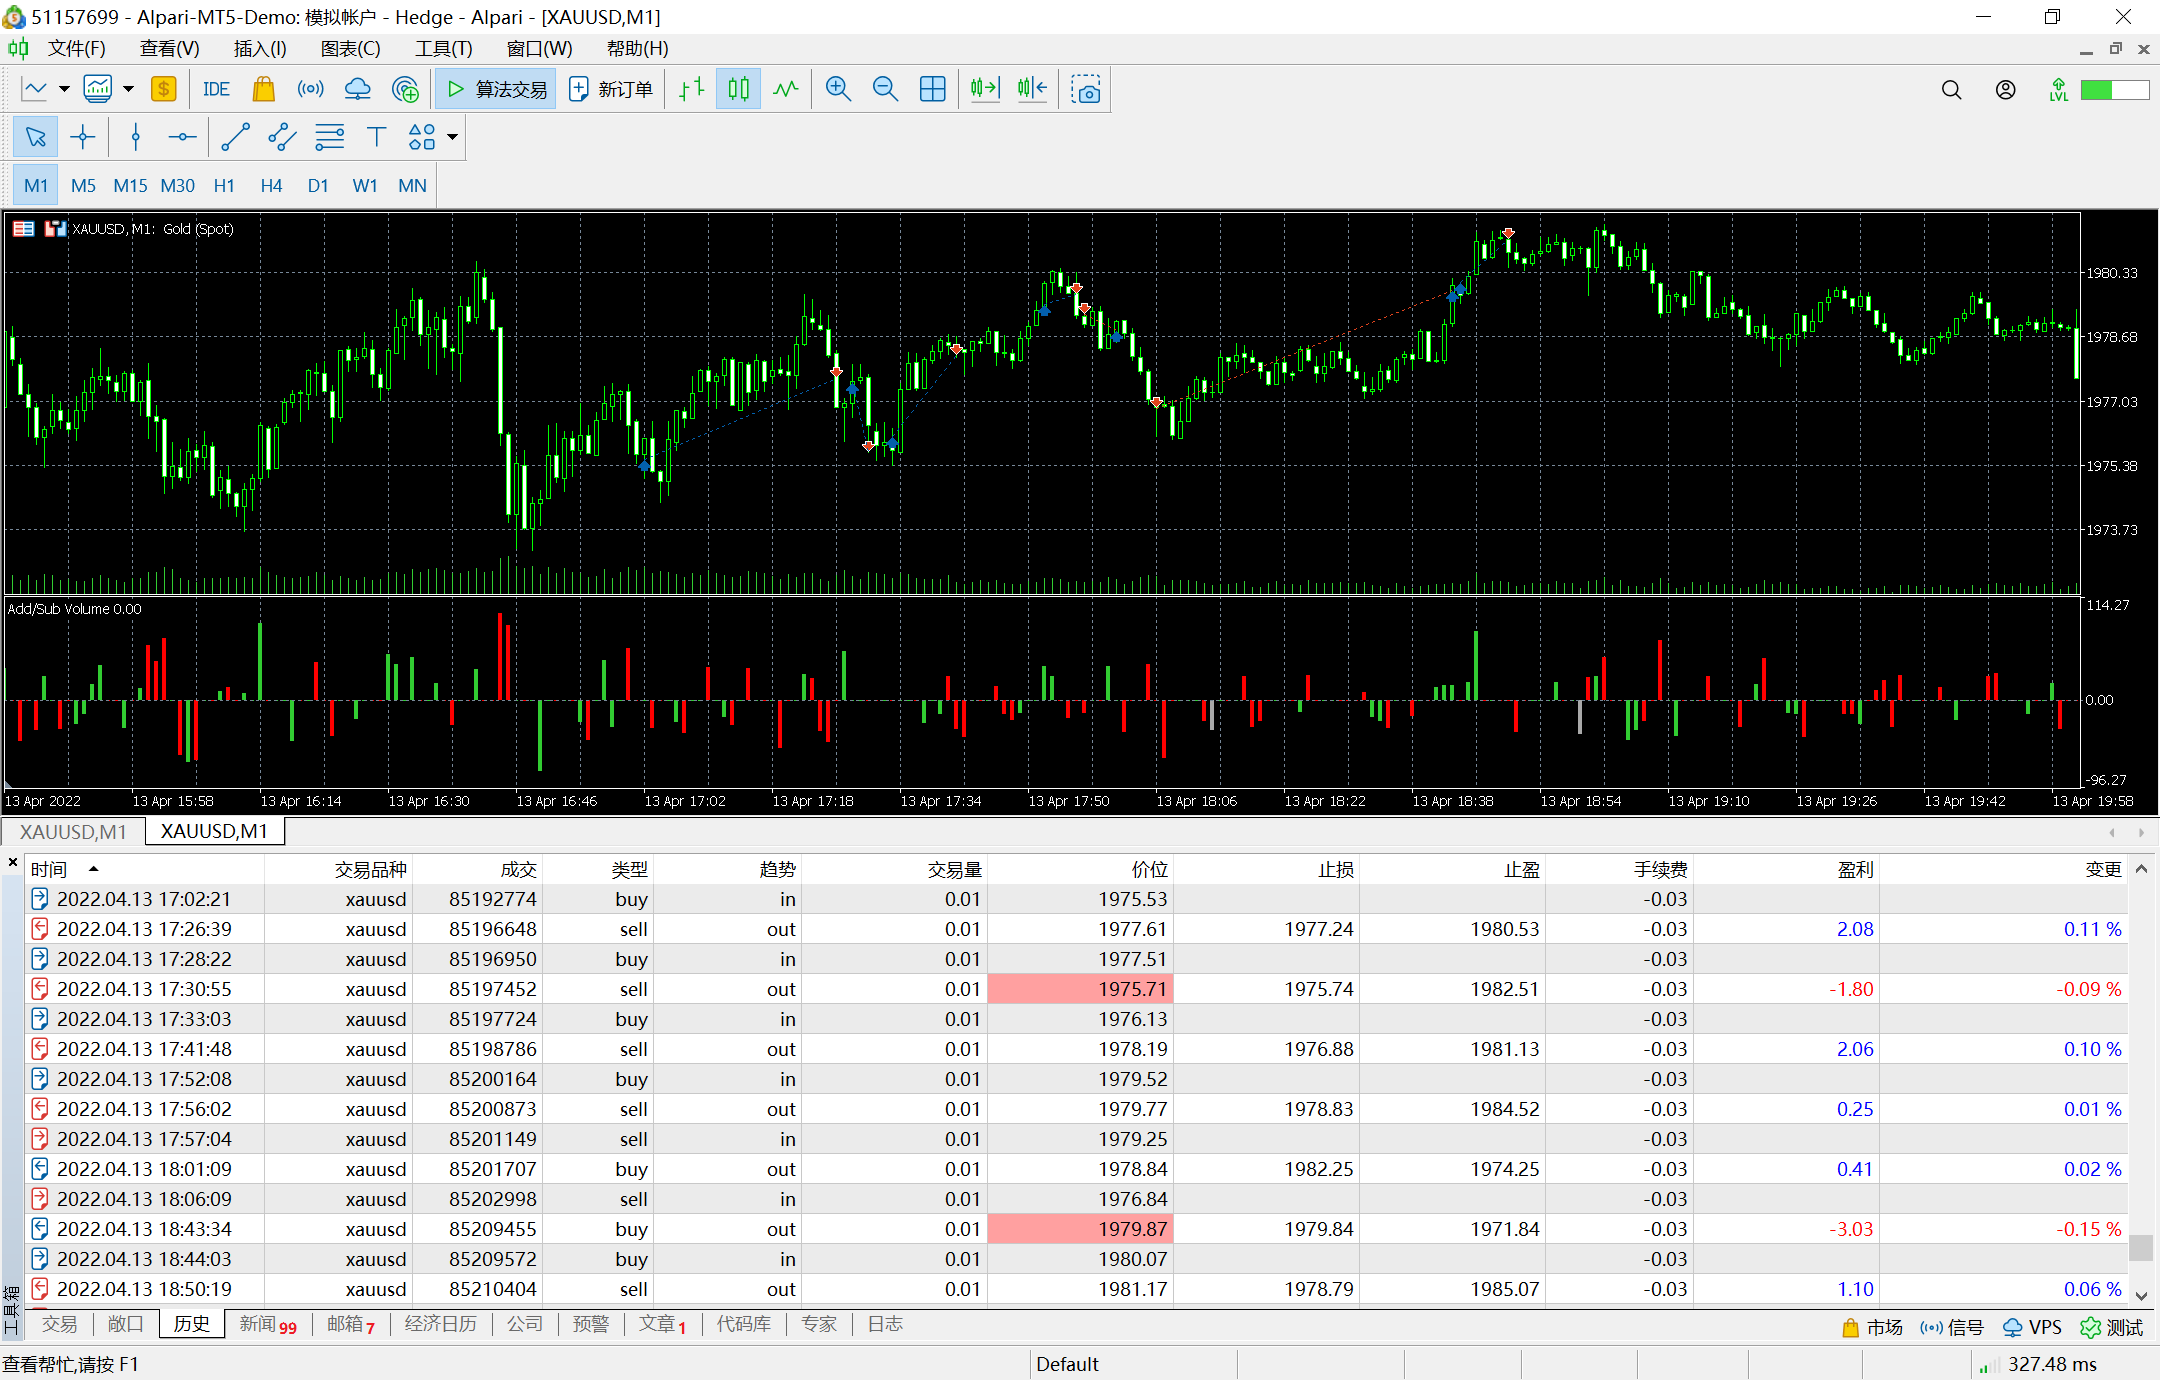 51157699 - Alpari-MT5-Demo: 模拟帐户 - Hedge - Alpari - [XAUUSD,M1]
文件(F) 查看(V) 插入(I) 图表(C) 工具(T) 窗口(W) 帮助(H)
IDE 算法交易 新订单 LVL
T
M1 M5 M15 M30 H1 H4 D1 W1 MN
XAUUSD, M1: Gold (Spot)
1980.33
1978.68
1977.03
1975.38
1973.73
Add/Sub Volume 0.00
114.27
0.00
-96.27
13 Apr 2022 13 Apr 15:58 13 Apr 16:14 13 Apr 16:30 13 Apr 16:46 13 Apr 17:02 13 Apr 17:18 13 Apr 17:34 13 Apr 17:50 13 Apr 18:06 13 Apr 18:22 13 Apr 18:38 13 Apr 18:54 13 Apr 19:10 13 Apr 19:26 13 Apr 19:42 13 Apr 19:58
XAUUSD,M1 XAUUSD,M1
时间 交易品种 成交 类型 趋势 交易量 价位 止损 止盈 手续费 盈利 变更
2022.04.13 17:02:21 xauusd 85192774 buy in 0.01 1975.53 -0.03
2022.04.13 17:26:39 xauusd 85196648 sell out 0.01 1977.61 1977.24 1980.53 -0.03 2.08 0.11 %
2022.04.13 17:28:22 xauusd 85196950 buy in 0.01 1977.51 -0.03
2022.04.13 17:30:55 xauusd 85197452 sell out 0.01 1975.71 1975.74 1982.51 -0.03 -1.80 -0.09 %
2022.04.13 17:33:03 xauusd 85197724 buy in 0.01 1976.13 -0.03
2022.04.13 17:41:48 xauusd 85198786 sell out 0.01 1978.19 1976.88 1981.13 -0.03 2.06 0.10 %
2022.04.13 17:52:08 xauusd 85200164 buy in 0.01 1979.52 -0.03
2022.04.13 17:56:02 xauusd 85200873 sell out 0.01 1979.77 1978.83 1984.52 -0.03 0.25 0.01 %
2022.04.13 17:57:04 xauusd 85201149 sell in 0.01 1979.25 -0.03
2022.04.13 18:01:09 xauusd 85201707 buy out 0.01 1978.84 1982.25 1974.25 -0.03 0.41 0.02 %
2022.04.13 18:06:09 xauusd 85202998 sell in 0.01 1976.84 -0.03
2022.04.13 18:43:34 xauusd 85209455 buy out 0.01 1979.87 1979.84 1971.84 -0.03 -3.03 -0.15 %
2022.04.13 18:44:03 xauusd 85209572 buy in 0.01 1980.07 -0.03
2022.04.13 18:50:19 xauusd 85210404 sell out 0.01 1981.17 1978.79 1985.07 -0.03 1.10 0.06 %
工具箱
交易 敞口 历史 新闻 99 邮箱 7 经济日历 公司 预警 文章 1 代码库 专家 日志 市场 信号 VPS 测试
查看帮忙,请按 F1 Default 327.48 ms